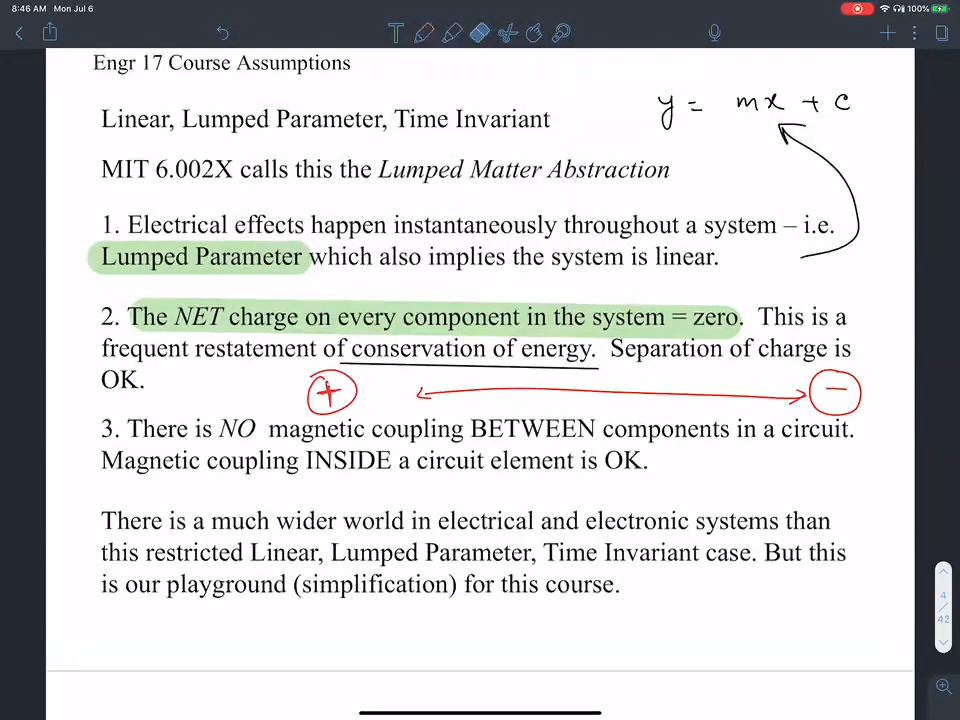 8:46 AM Mon Jul 6
100%
Engr 17 Course Assumptions
y = mx + c
Linear, Lumped Parameter, Time Invariant
MIT 6.002X calls this the Lumped Matter Abstraction
1. Electrical effects happen instantaneously throughout a system – i.e.
Lumped Parameter which also implies the system is linear.
2. The NET charge on every component in the system = zero. This is a
frequent restatement of conservation of energy. Separation of charge is
OK.
+ −
3. There is NO magnetic coupling BETWEEN components in a circuit.
Magnetic coupling INSIDE a circuit element is OK.
There is a much wider world in electrical and electronic systems than
this restricted Linear, Lumped Parameter, Time Invariant case. But this
is our playground (simplification) for this course.
4
/
42